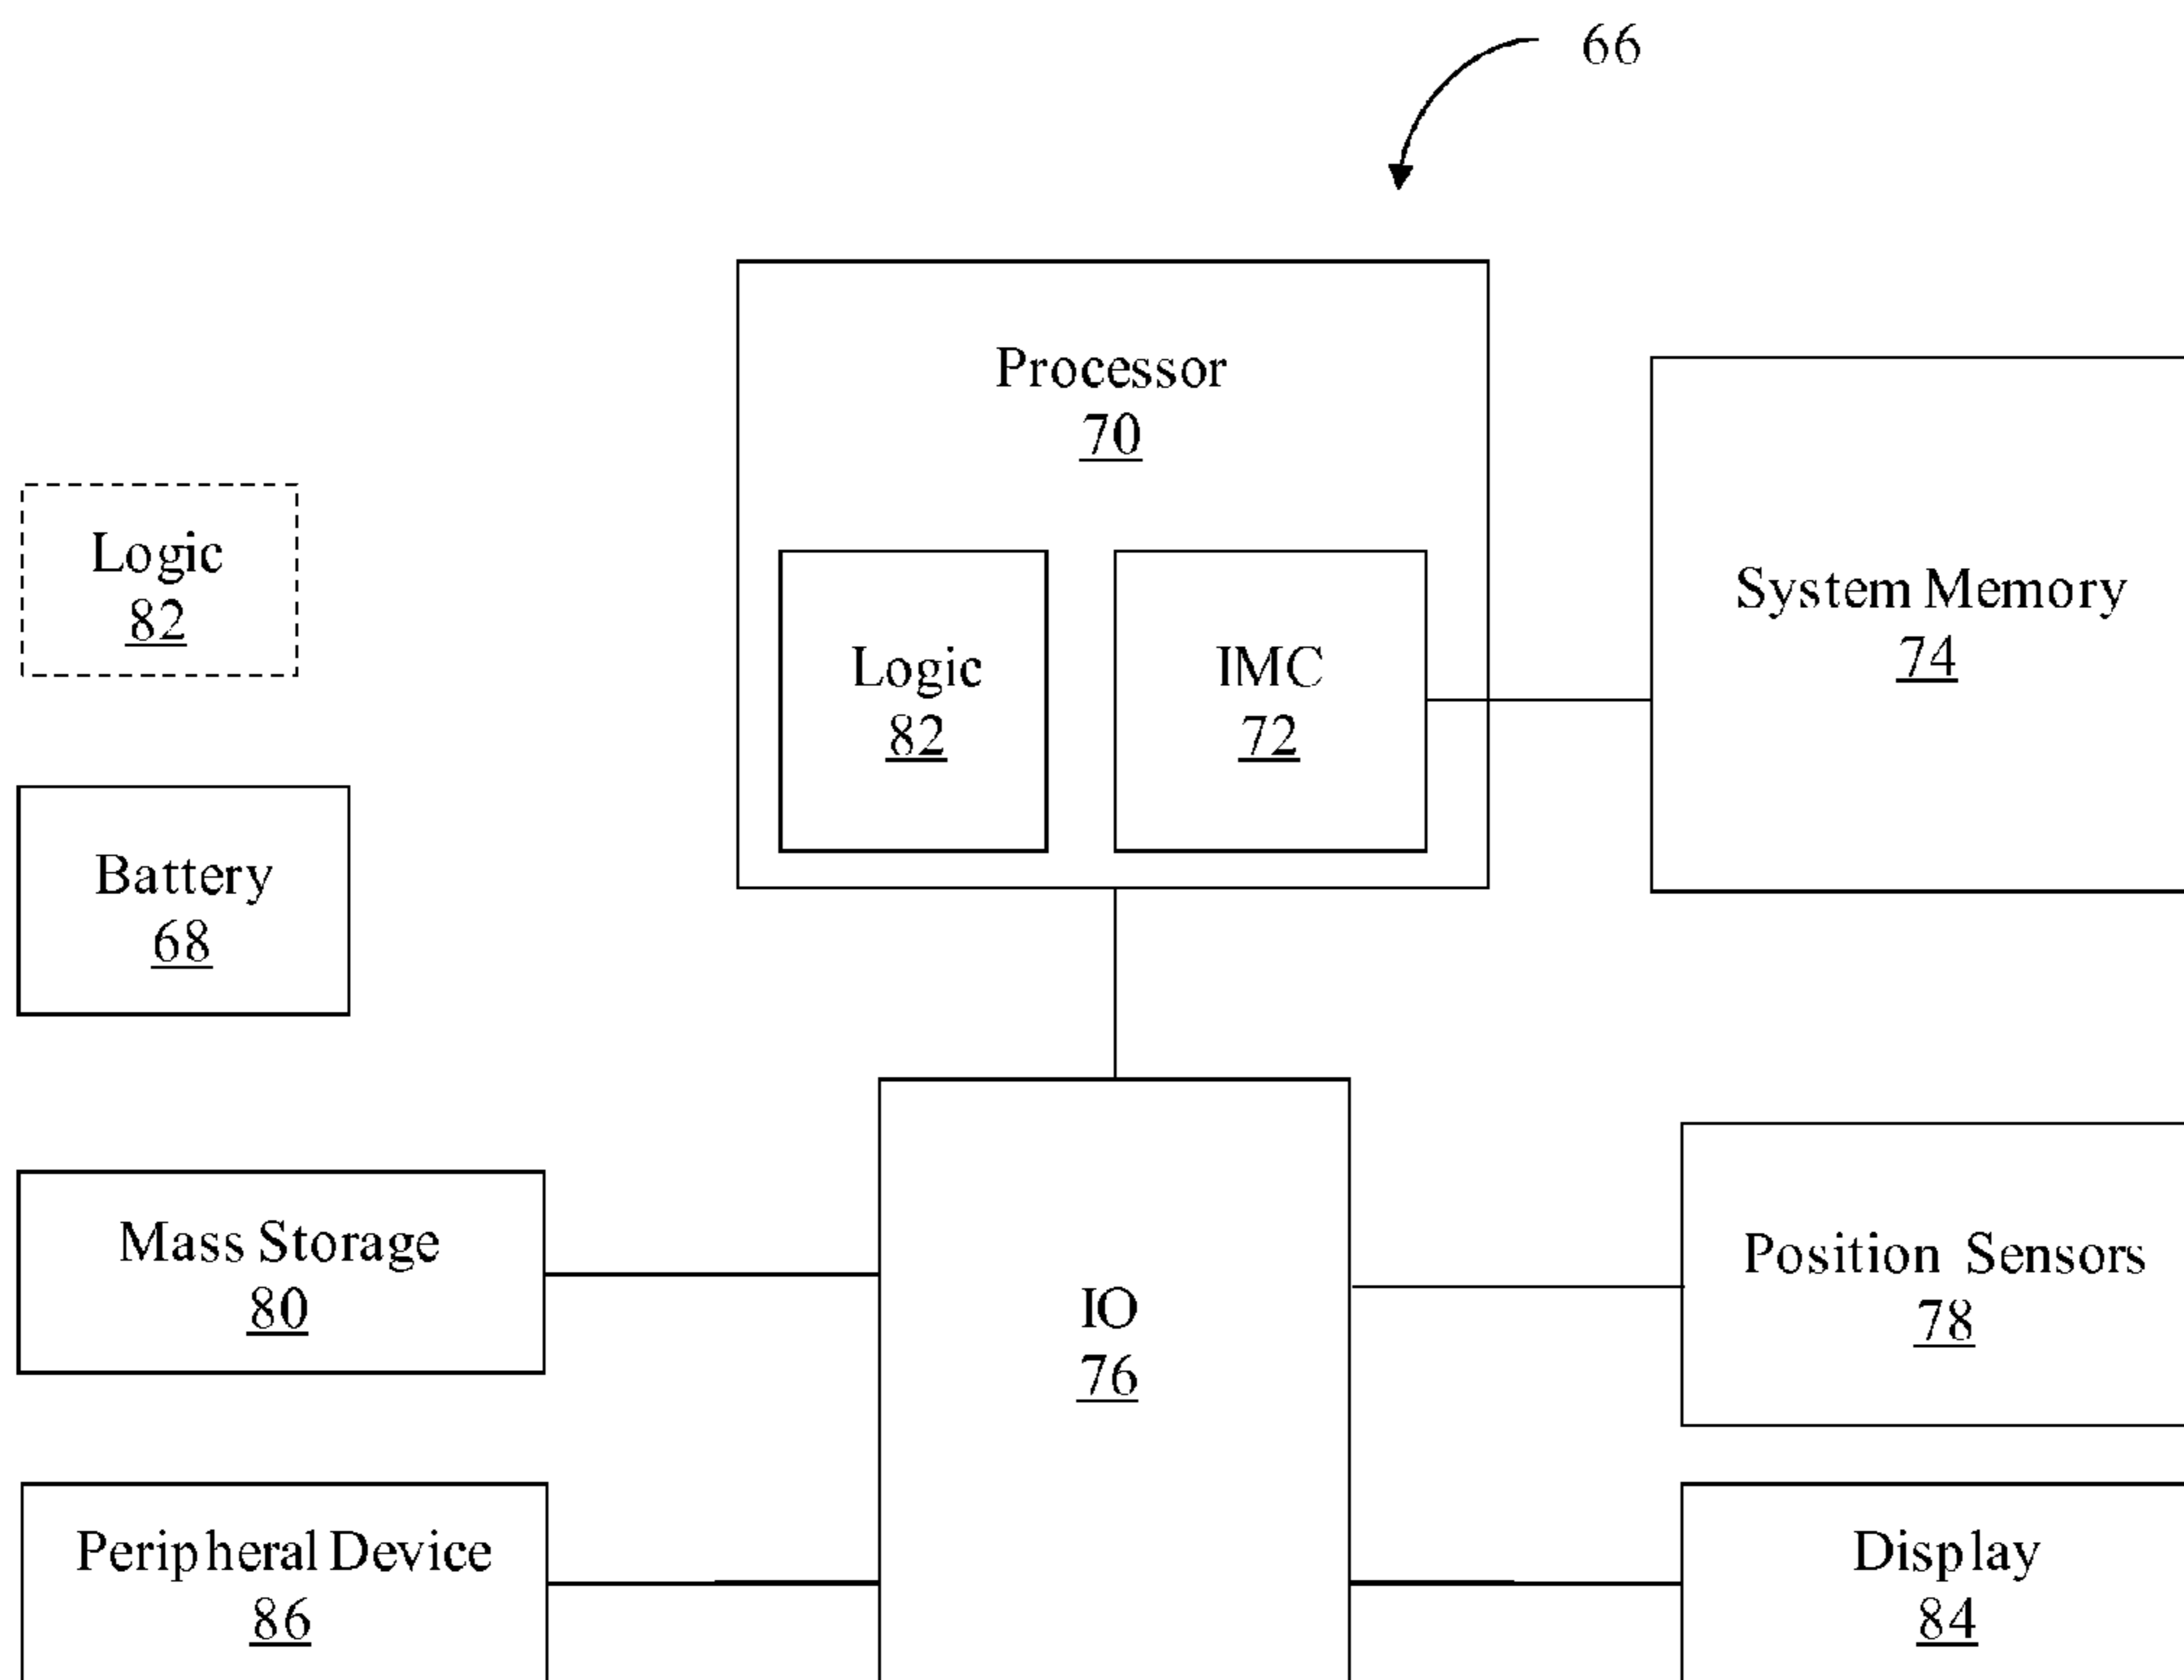 66
Processor
70
Logic
82
Logic
82
IMC
72
System Memory
74
Battery
68
Mass Storage
80
IO
76
Position Sensors
78
Peripheral Device
86
Display
84